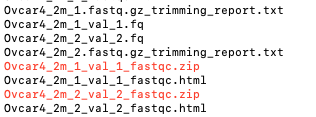 Ovcar4_2m_1.fastq.gz_trimming_report.txt
Ovcar4_2m_1_val_1.fq
Ovcar4_2m_2_val_2.fq
Ovcar4_2m_2.fastq.gz_trimming_report.txt
Ovcar4_2m_1_val_1_fastqc.zip
Ovcar4_2m_1_val_1_fastqc.html
Ovcar4_2m_2_val_2_fastqc.zip
Ovcar4_2m_2_val_2_fastqc.html